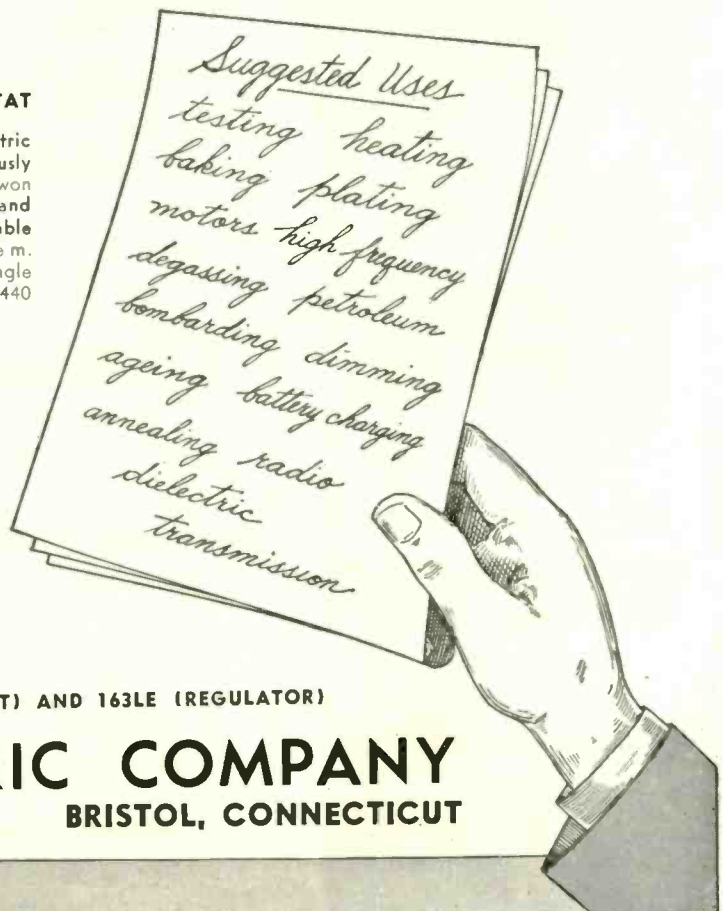 TAT
tric
usly
won
and
able
e m.
ngle
440
Suggested Uses
testing heating
baking plating
motors high frequency
degassing petroleum
bombarding dimming
ageing battery charging
annealing radio
dielectric
transmission
T) AND 163LE (REGULATOR)
RIC COMPANY
BRISTOL, CONNECTICUT